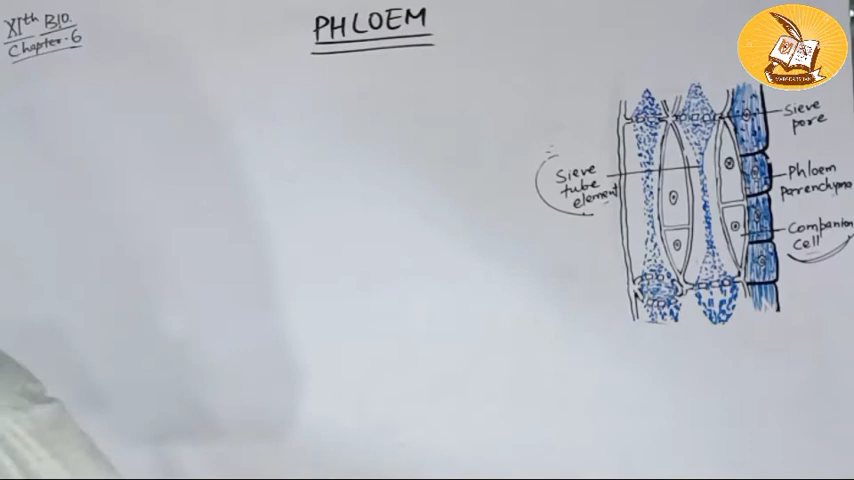 XIth BIO.
Chapter-6
PHLOEM
Sieve
pore
Sieve
tube
element
Phloem
parenchyma
Companion
cell